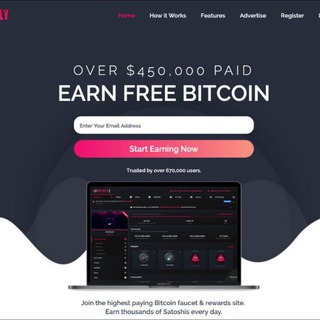 LY
Home How it Works Features Advertise Register
OVER $450,000 PAID
EARN FREE BITCOIN
Enter Your Email Address
Start Earning Now
Trusted by over 670,000 users.
Join the highest paying Bitcoin faucet & rewards site.
Earn thousands of Satoshis every day.